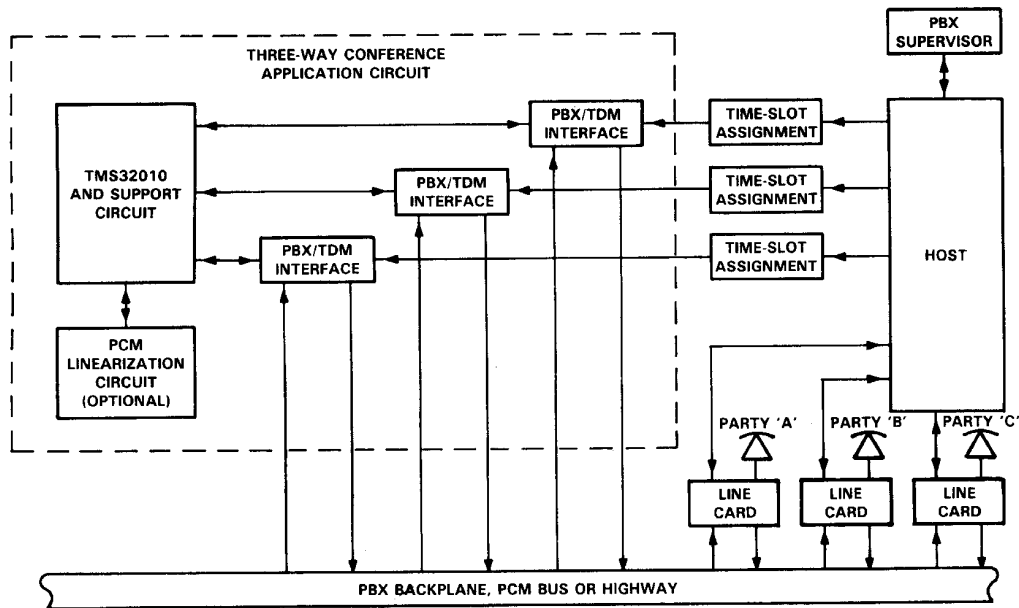 THREE-WAY CONFERENCE
APPLICATION CIRCUIT
PBX
SUPERVISOR
TMS32010
AND SUPPORT
CIRCUIT
PBX/TDM
INTERFACE
TIME-SLOT
ASSIGNMENT
PBX/TDM
INTERFACE
TIME-SLOT
ASSIGNMENT
PBX/TDM
INTERFACE
TIME-SLOT
ASSIGNMENT
HOST
PCM
LINEARIZATION
CIRCUIT
(OPTIONAL)
PARTY 'A'
PARTY 'B'
PARTY 'C'
LINE
CARD
LINE
CARD
LINE
CARD
PBX BACKPLANE, PCM BUS OR HIGHWAY